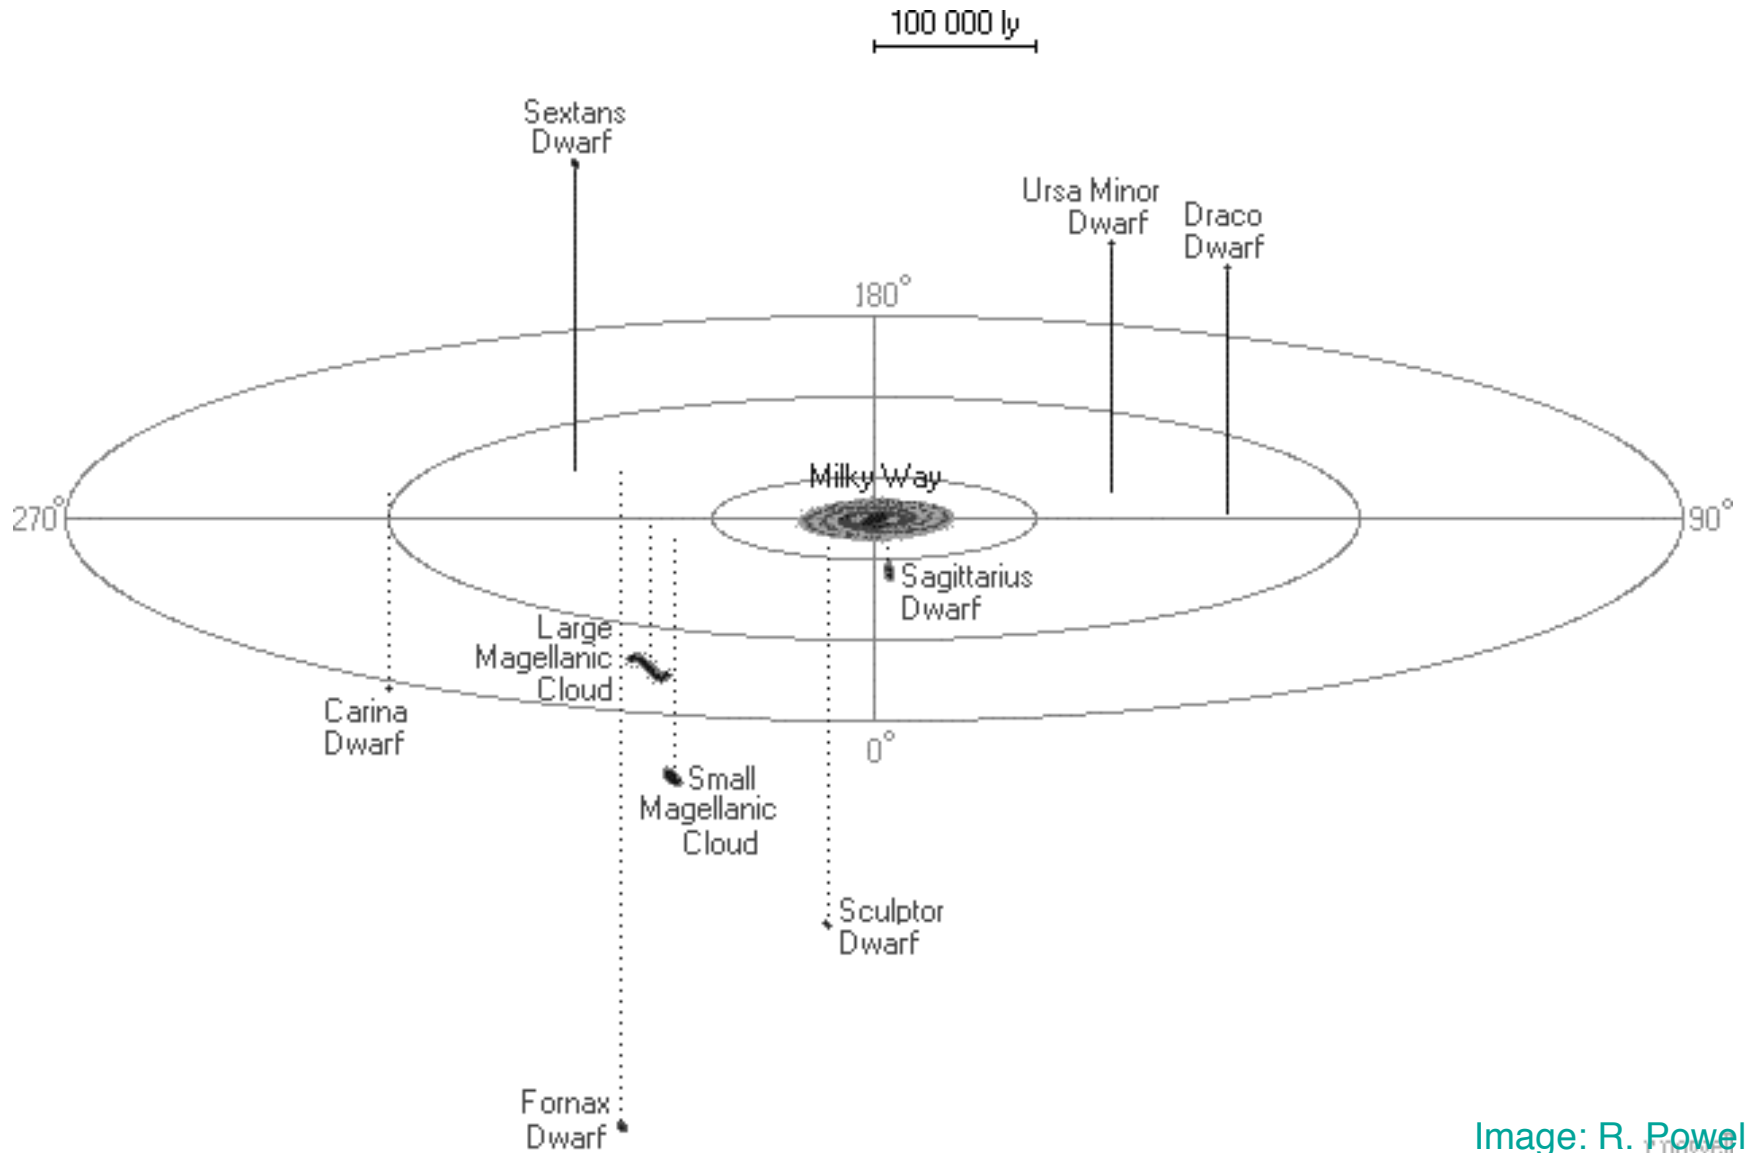 100 000 ly
Sextans
Dwarf
Ursa Minor
Dwarf
Draco
Dwarf
180°
Milky Way
270°
90°
Sagittarius
Dwarf
Large
Magellanic
Cloud
Carina
Dwarf
0°
Small
Magellanic
Cloud
Sculptor
Dwarf
Fornax
Dwarf
Image: R. Powel